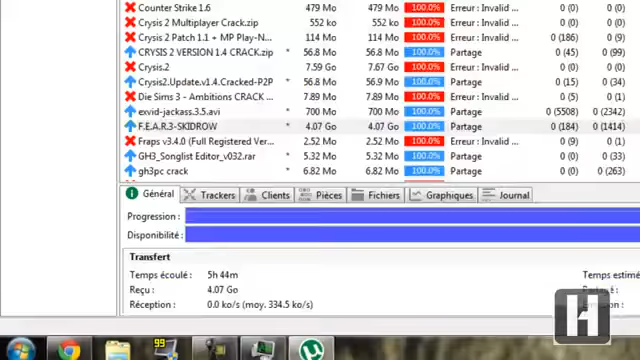 Counter Strike 1.6 479 Mo 479 Mo 100.0% Erreur : Invalid ... 0 (0) 0 (0)
Crysis 2 Multiplayer Crack.zip 552 ko 552 ko 100.0% Erreur : Invalid ... 0 (0) 0 (0)
Crysis 2 Patch 1.1 + MP Play-N... 114 Mo 114 Mo 100.0% Erreur : Invalid ... 0 (186) 0 (9)
CRYSIS 2 VERSION 1.4 CRACK.zip * 56.8 Mo 56.8 Mo 100.0% Partage 0 (45) 0 (99)
Crysis.2 7.59 Go 7.67 Go 100.0% Erreur : Invalid ... 0 (0) 0 (0)
Crysis2.Update.v1.4.Cracked-P2P * 56.8 Mo 56.9 Mo 100.0% Partage 0 (15) 0 (34)
Die Sims 3 - Ambitions CRACK ... 7.89 Mo 7.89 Mo 100.0% Erreur : Invalid ... 0 (5) 0 (1)
exvid-jackass.3.5.avi 700 Mo 700 Mo 100.0% Partage 0 (5508) 0 (2342)
F.E.A.R3-SKIDROW * 4.07 Go 4.07 Go 100.0% Partage 0 (184) 0 (1414)
Fraps v3.4.0 (Full Registered Ver... 2.52 Mo 2.52 Mo 100.0% Erreur : Invalid ... 0 (9) 0 (1)
GH3_Songlist Editor_v032.rar * 5.32 Mo 5.32 Mo 100.0% Partage 0 (0) 0 (33)
gh3pc crack * 6.82 Mo 6.82 Mo 100.0% Partage 0 (0) 0 (263)
Général Trackers Clients Pièces Fichiers Graphiques Journal
Progression :
Disponibilité :
Transfert
Temps écoulé : 5h 44m Temps estimé
Reçu : 4.07 Go Partagé :
Réception : 0.0 ko/s (moy. 334.5 ko/s)
99